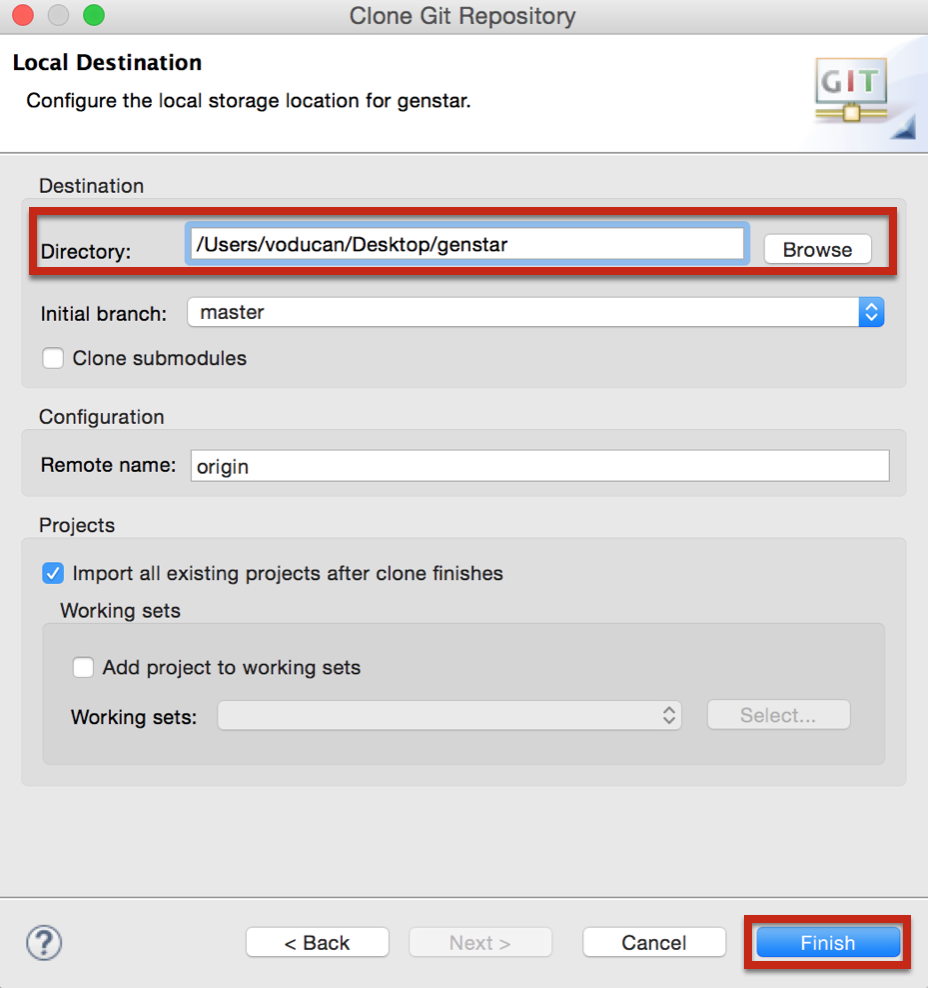 Clone Git Repository
Local Destination
Configure the local storage location for genstar.
GIT
Destination
Directory: /Users/voducan/Desktop/genstar Browse
Initial branch: master
Clone submodules
Configuration
Remote name: origin
Projects
Import all existing projects after clone finishes
Working sets
Add project to working sets
Working sets: Select...
? < Back Next > Cancel Finish